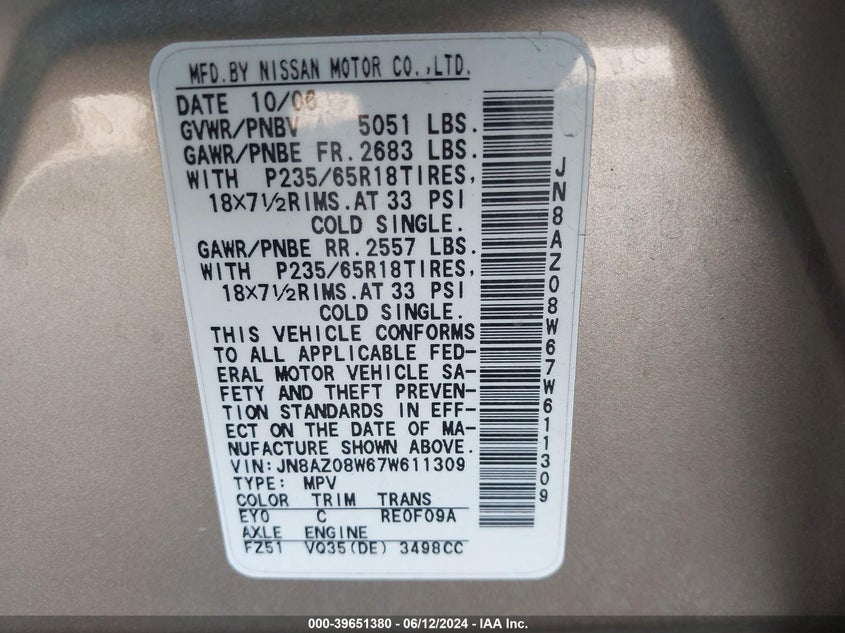 MFD.BY NISSAN MOTOR CO.,LTD.
DATE 10/06
GVWR/PNBV 5051 LBS.
GAWR/PNBE FR.2683 LBS.
WITH P235/65R18TIRES,
18×7½RIMS.AT 33 PSI
COLD SINGLE.
GAWR/PNBE RR.2557 LBS.
WITH P235/65R18TIRES,
18×7½RIMS.AT 33 PSI
COLD SINGLE.
THIS VEHICLE CONFORMS
TO ALL APPLICABLE FED-
ERAL MOTOR VEHICLE SA-
FETY AND THEFT PREVEN-
TION STANDARDS IN EFF-
ECT ON THE DATE OF MA-
NUFACTURE SHOWN ABOVE.
VIN:JN8AZ08W67W611309
TYPE: MPV
COLOR TRIM TRANS
EY0 C RE0F09A
AXLE ENGINE
FZ51 VQ35(DE) 3498CC
JN8AZ08W67W611309
000-39651380 - 06/12/2024 - IAA Inc.